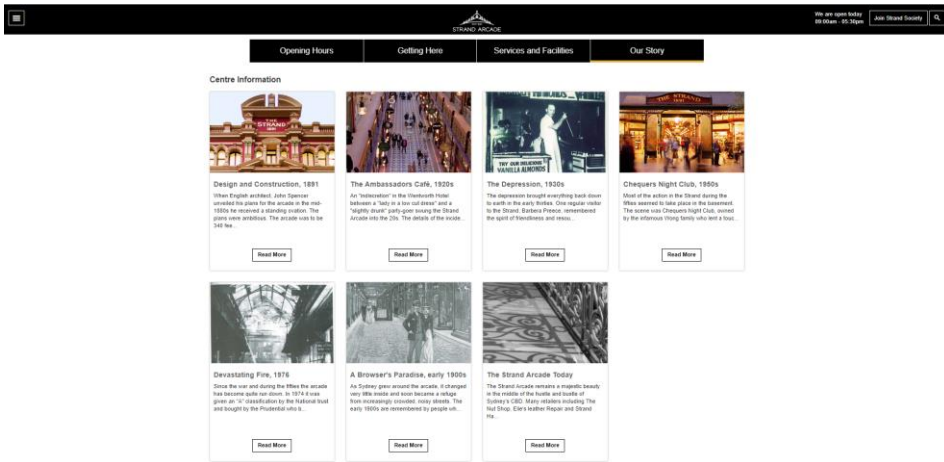 STRAND ARCADE
We are open today
09:00am - 05:30pm
Join Strand Society
Opening Hours
Getting Here
Services and Facilities
Our Story
Centre Information
THE
STRAND
1891
TRY OUR DELICIOUS
VANILLA ALMONDS
THE STRAND
1891
Design and Construction, 1891
When English architect, John Spencer
unveiled his plans for the arcade in the mid-
1880s he received a standing ovation. The
plans were ambitious. The arcade was to be
340 fee...
Read More
The Ambassadors Café, 1920s
An "indiscretion" in the Wentworth Hotel
between a "lady in a low cut dress" and a
"slightly drunk" party-goer swung the Strand
Arcade into the 20s. The details of the incide...
Read More
The Depression, 1930s
The depression brought everything back down
to earth in the early thirties. One regular visitor
to the Strand, Barbara Preece, remembered
the spirit of friendliness and resou...
Read More
Chequers Night Club, 1950s
Most of the action in the Strand during the
fifties seemed to take place in the basement.
The scene was Chequers Night Club, owned
by the infamous Wong family who lent a touc...
Read More
Devastating Fire, 1976
Since the war and during the fifties the arcade
has become quite run down. In 1974 it was
given an "A" classification by the National trust
and bought by the Prudential who b...
Read More
A Browser's Paradise, early 1900s
As Sydney grew around the arcade, it changed
very little inside and soon became a refuge
from increasingly crowded, noisy streets. The
early 1900s are remembered by people wh...
Read More
The Strand Arcade Today
The Strand Arcade remains a majestic beauty
in the middle of the hustle and bustle of
Sydney's CBD. Many retailers including The
Nut Shop, Elie's leather Repair and Strand
Ha...
Read More